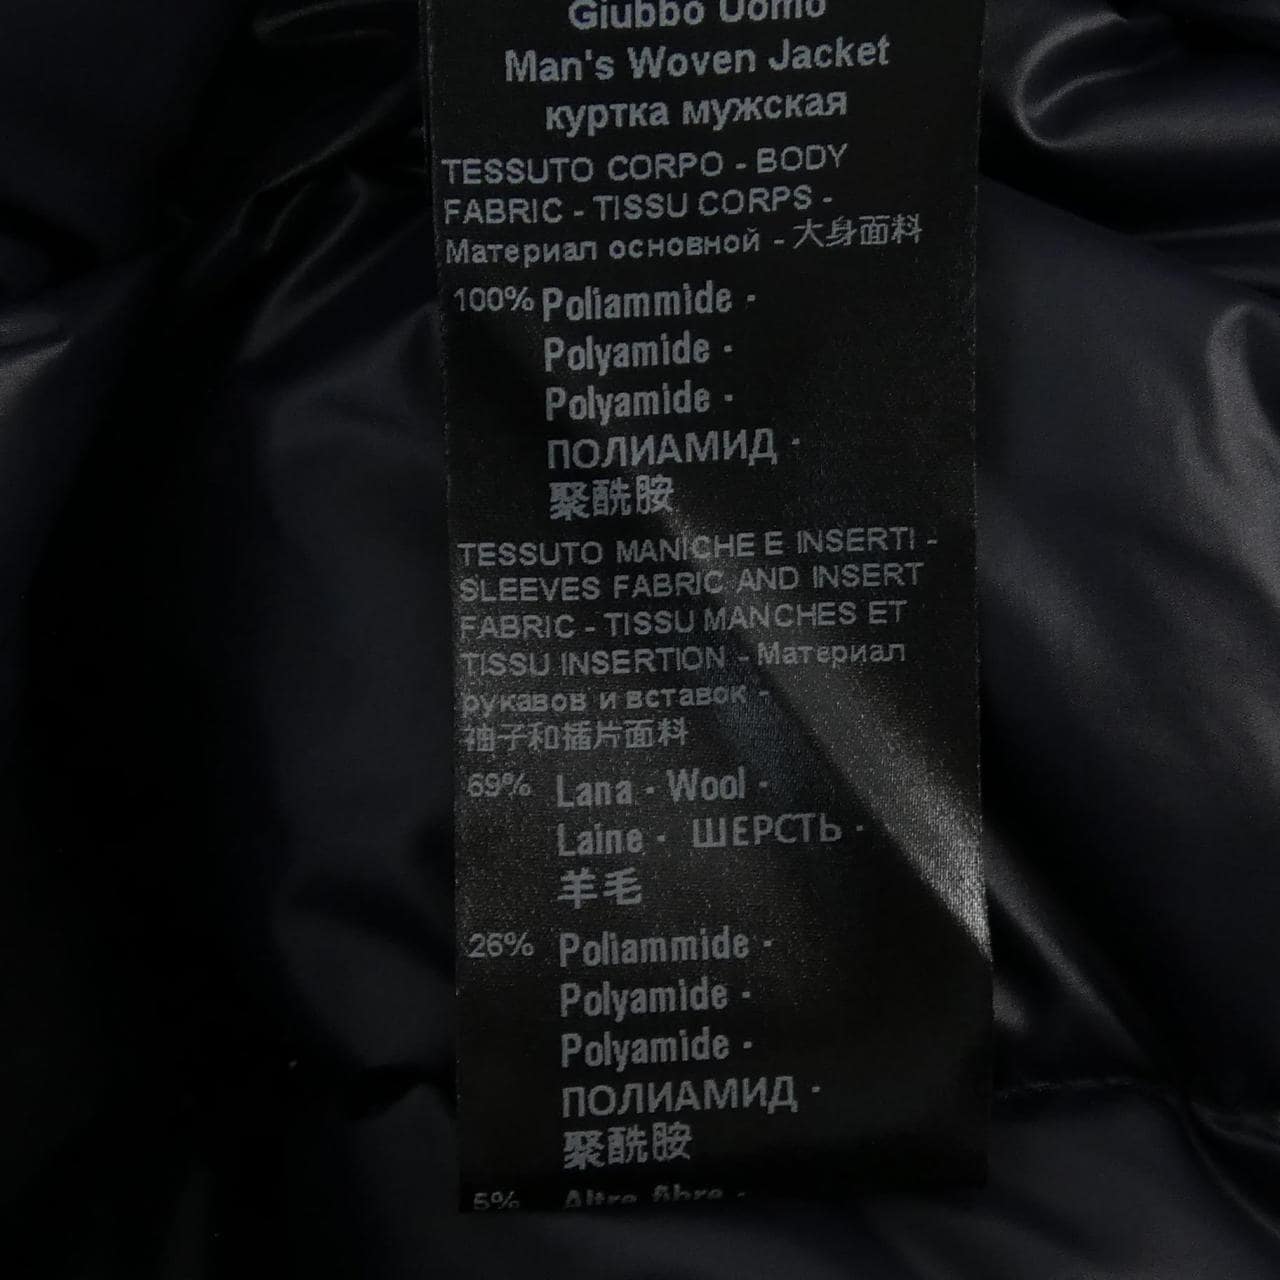 Giubbo Uomo
Man's Woven Jacket
куртка мужская
TESSUTO CORPO - BODY
FABRIC - TISSU CORPS -
Материал основной - 大身面料
100% Poliammide -
Polyamide -
Polyamide -
ПОЛИАМИД -
聚酰胺
TESSUTO MANICHE E INSERTI -
SLEEVES FABRIC AND INSERT
FABRIC - TISSU MANCHES ET
TISSU INSERTION - Материал
рукавов и вставок -
袖子和插片面料
69% Lana - Wool -
Laine - ШЕРСТЬ -
羊毛
26% Poliammide -
Polyamide -
Polyamide -
ПОЛИАМИД -
聚酰胺
5% Altre fibre -